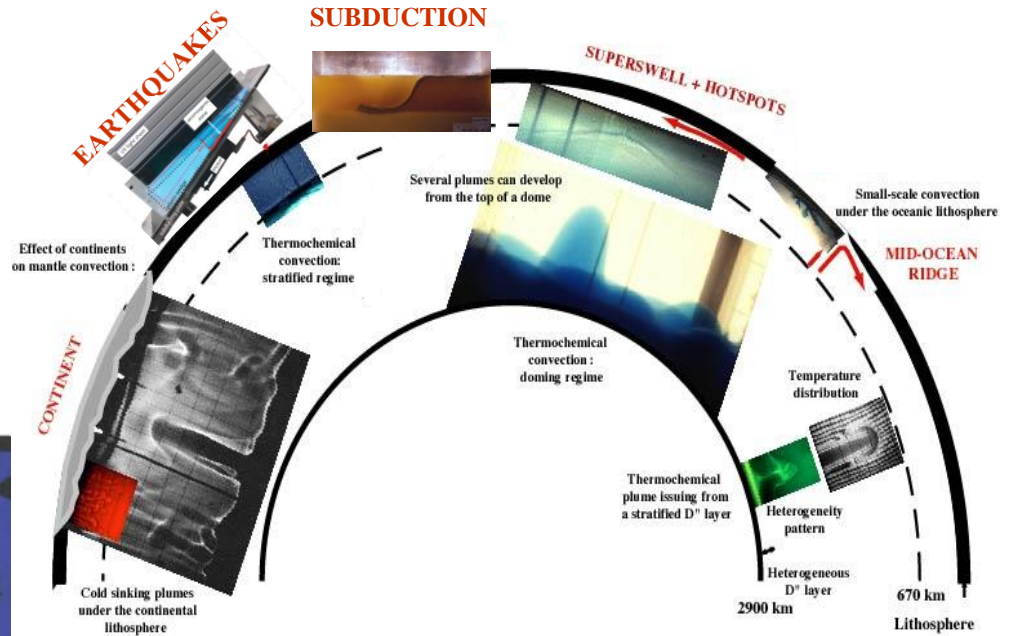 SUBDUCTION
EARTHQUAKES
SUPERSWELL + HOTSPOTS
Several plumes can develop
from the top of a dome
Small-scale convection
under the oceanic lithosphere
MID-OCEAN
RIDGE
Effect of continents
on mantle convection :
Thermochemical
convection:
stratified regime
CONTINENT
Thermochemical
convection :
doming regime
Temperature
distribution
Thermochemical
plume issuing from
a stratified D" layer
Heterogeneity
pattern
Heterogeneous
D" layer
Cold sinking plumes
under the continental
lithosphere
2900 km
670 km
Lithosphere